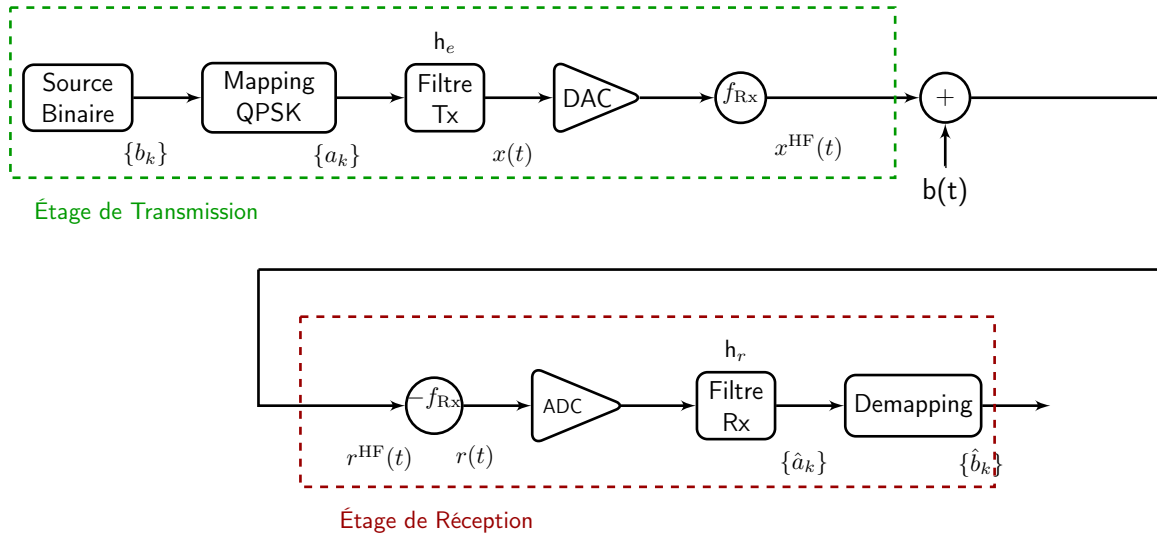 h_e
Source
Binaire
Mapping
QPSK
Filtre
Tx
DAC
f_Rx
+
{b_k}
{a_k}
x(t)
x^HF(t)
b(t)
Étage de Transmission
h_r
−f_Rx
ADC
Filtre
Rx
Demapping
r^HF(t)
r(t)
{â_k}
{b̂_k}
Étage de Réception